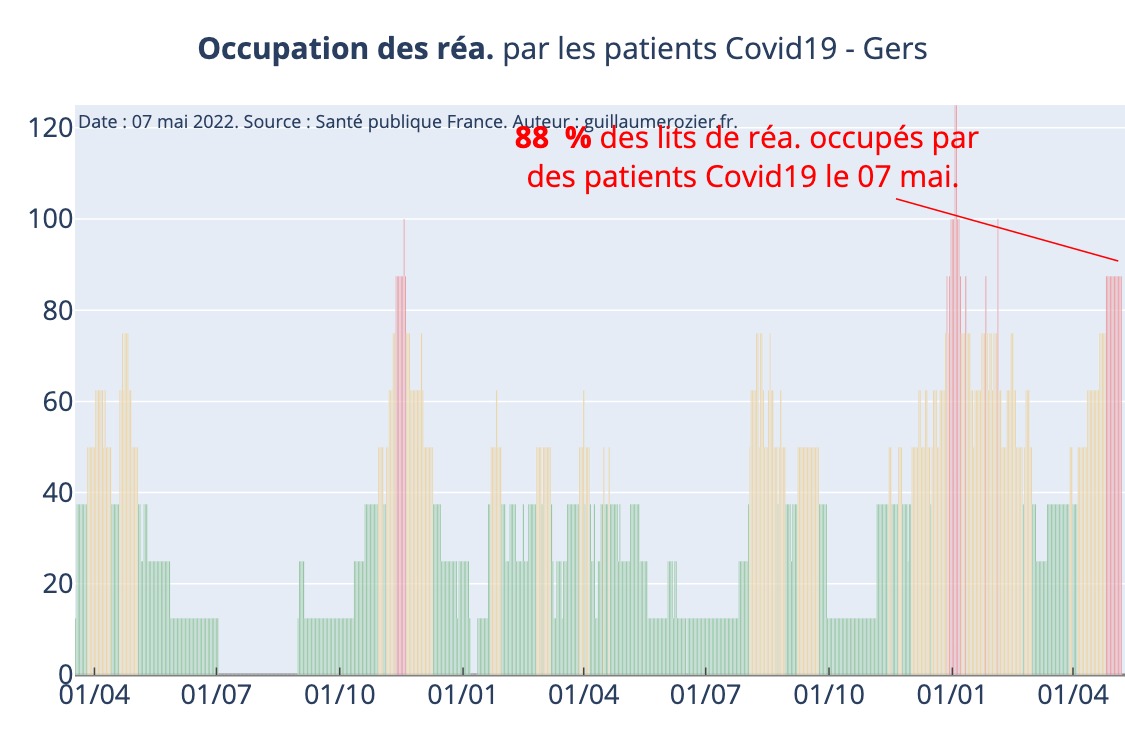 Occupation des réa. par les patients Covid19 - Gers
Date : 07 mai 2022. Source : Santé publique France. Auteur : guillaumerozier.fr.
88 % des lits de réa. occupés par
des patients Covid19 le 07 mai.
120
100
80
60
40
20
0
01/04 01/07 01/10 01/01 01/04 01/07 01/10 01/01 01/04